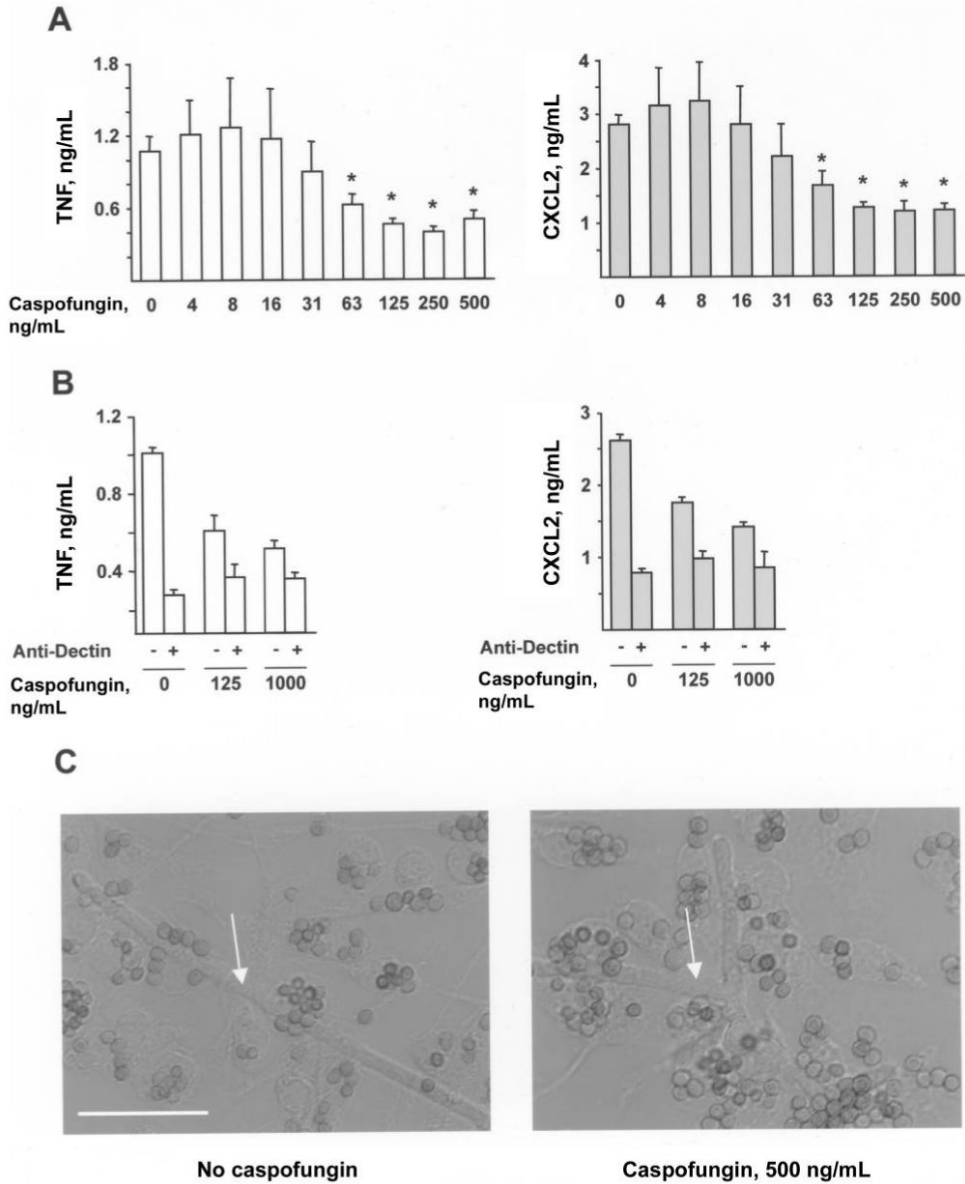 A
TNF, ng/mL
1.8
1.2
0.6
Caspofungin, ng/mL
0 4 8 16 31 63 125 250 500
* * * *
CXCL2, ng/mL
4
3
2
1
0 4 8 16 31 63 125 250 500
* * * *
B
TNF, ng/mL
1.2
0.8
0.4
Anti-Dectin - + - + - +
Caspofungin, ng/mL
0 125 1000
CXCL2, ng/mL
3
2
1
Anti-Dectin - + - + - +
Caspofungin, ng/mL
0 125 1000
C
No caspofungin
Caspofungin, 500 ng/mL